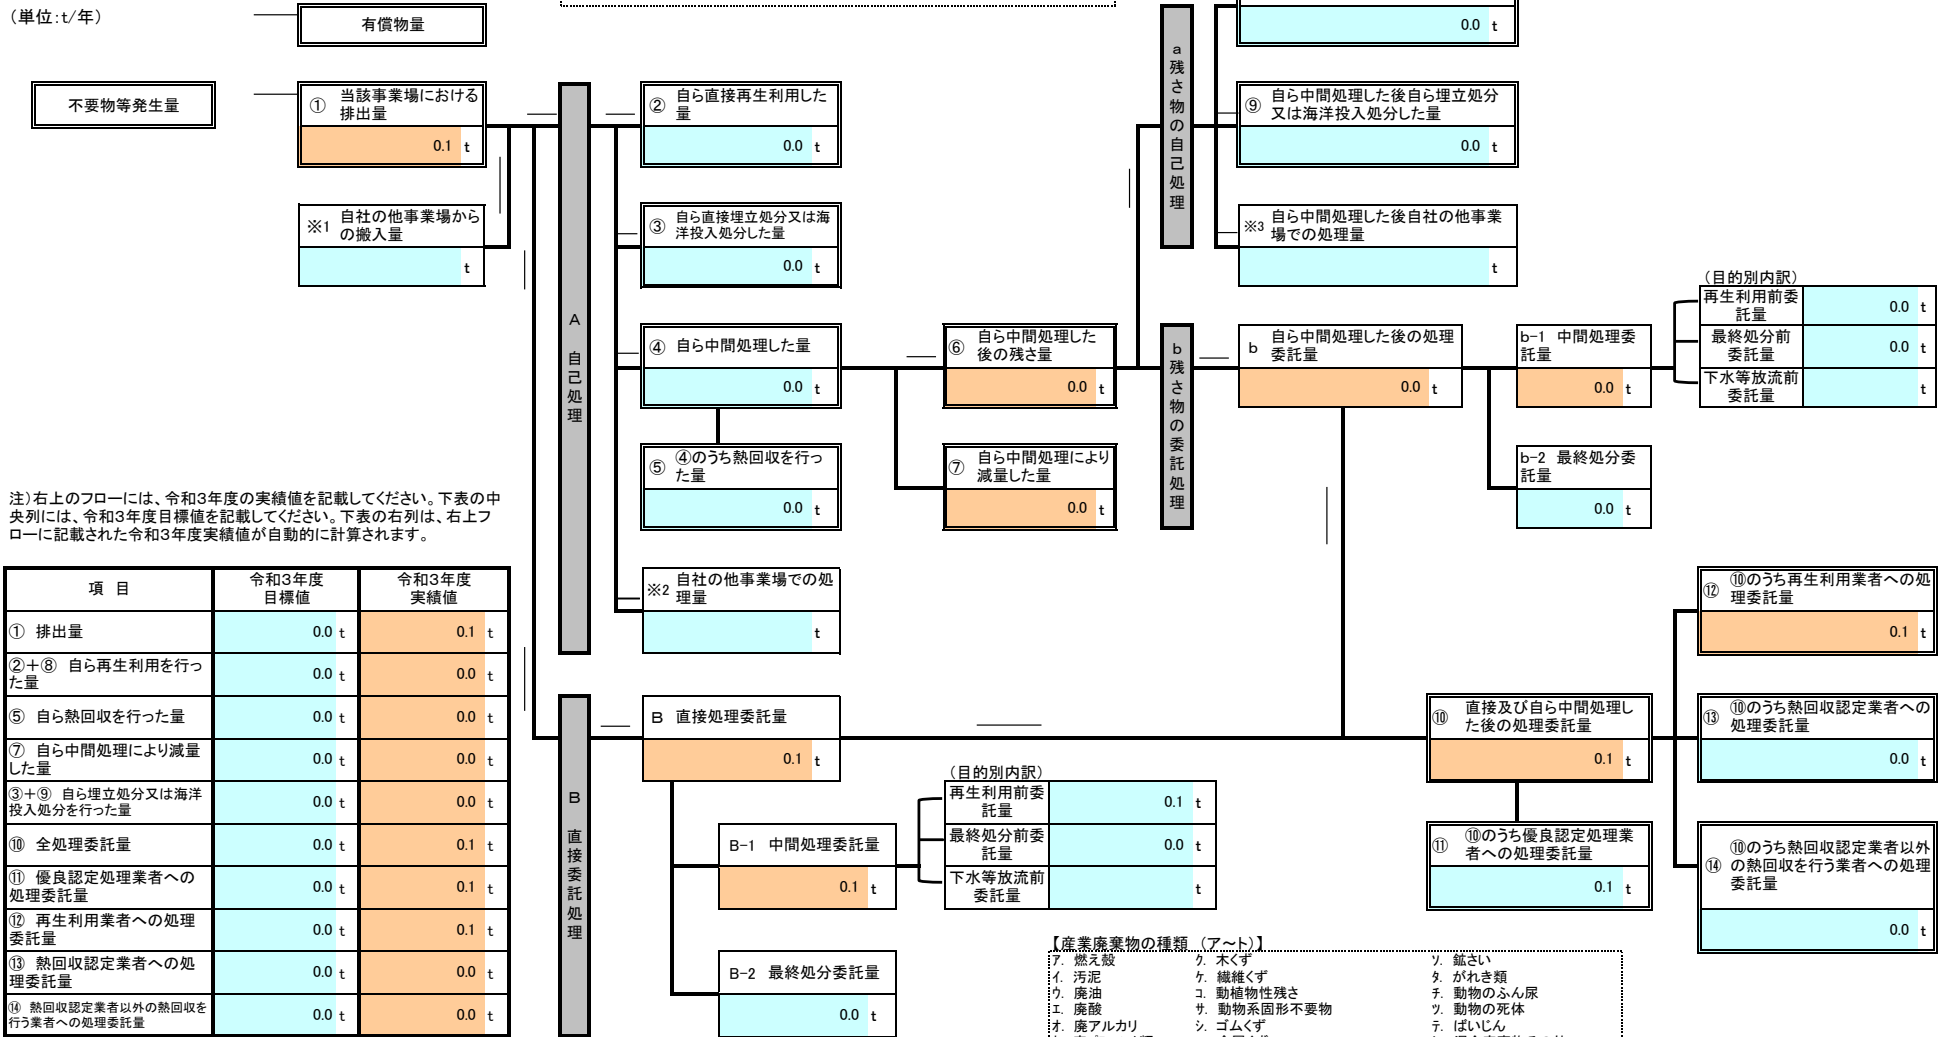 (単位:t/年)
有償物量
0.0 t
不要物等発生量
① 当該事業場における
排出量
0.1 t
※1 自社の他事業場から
の搬入量
t
A 自己処理
② 自ら直接再生利用した
量
0.0 t
③ 自ら直接埋立処分又は海
洋投入処分した量
0.0 t
④ 自ら中間処理した量
0.0 t
⑤ ④のうち熱回収を行っ
た量
0.0 t
※2 自社の他事業場での処
理量
t
⑥ 自ら中間処理した
後の残さ量
0.0 t
⑦ 自ら中間処理により
減量した量
0.0 t
a 残さ物の自己処理
⑨ 自ら中間処理した後自ら埋立処分
又は海洋投入処分した量
0.0 t
※3 自ら中間処理した後自社の他事業
場での処理量
t
b 残さ物の委託処理
b 自ら中間処理した後の処理
委託量
0.0 t
b-1 中間処理委
託量
0.0 t
b-2 最終処分委
託量
0.0 t
(目的別内訳)
再生利用前委
託量
0.0 t
最終処分前
委託量
0.0 t
下水等放流前
委託量
t
注)右上のフローには、令和3年度の実績値を記載してください。下表の中
央列には、令和3年度目標値を記載してください。下表の右列は、右上フ
ローに記載された令和3年度実績値が自動的に計算されます。
項 目
令和3年度
目標値
令和3年度
実績値
① 排出量
0.0 t 0.1 t
②+⑧ 自ら再生利用を行っ
た量
0.0 t 0.0 t
⑤ 自ら熱回収を行った量
0.0 t 0.0 t
⑦ 自ら中間処理により減量
した量
0.0 t 0.0 t
③+⑨ 自ら埋立処分又は海洋
投入処分を行った量
0.0 t 0.0 t
⑩ 全処理委託量
0.0 t 0.1 t
⑪ 優良認定処理業者への
処理委託量
0.0 t 0.1 t
⑫ 再生利用業者への処理
委託量
0.0 t 0.1 t
⑬ 熱回収認定業者への処
理委託量
0.0 t 0.0 t
⑭ 熱回収認定業者以外の熱回収を
行う業者への処理委託量
0.0 t 0.0 t
B 直接委託処理
B 直接処理委託量
0.1 t
B-1 中間処理委託量
0.1 t
B-2 最終処分委託量
0.0 t
(目的別内訳)
再生利用前委
託量
0.1 t
最終処分前委
託量
0.0 t
下水等放流前
委託量
t
⑩ 直接及び自ら中間処理し
た後の処理委託量
0.1 t
⑪ ⑩のうち優良認定処理業
者への処理委託量
0.1 t
⑫ ⑩のうち再生利用業者への処
理委託量
0.1 t
⑬ ⑩のうち熱回収認定業者への
処理委託量
0.0 t
⑭ ⑩のうち熱回収認定業者以外
の熱回収を行う業者への処理
委託量
0.0 t
【産業廃棄物の種類 (ア~ト)】
ア. 燃え殻 ク. 木くず ソ. 鉱さい
イ. 汚泥 ケ. 繊維くず タ. がれき類
ウ. 廃油 コ. 動植物性残さ チ. 動物のふん尿
エ. 廃酸 サ. 動物系固形不要物 ツ. 動物の死体
オ. 廃アルカリ シ. ゴムくず テ. ばいじん